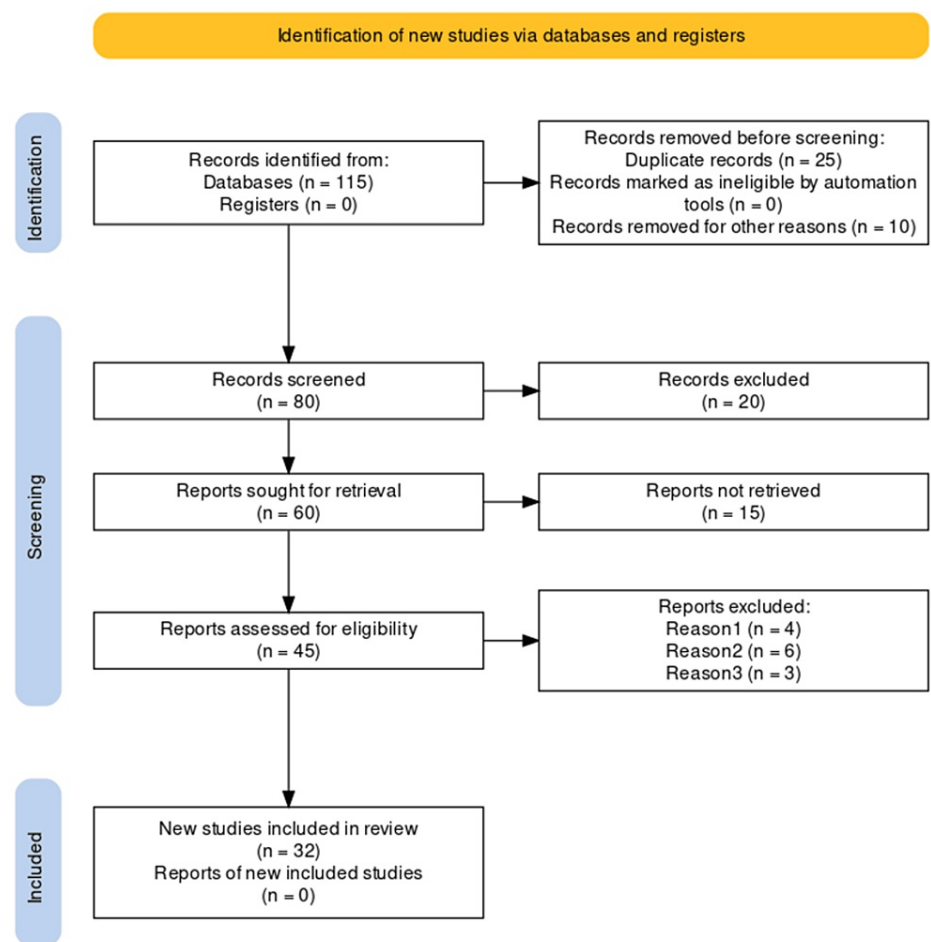 Identification of new studies via databases and registers
Identification
Records identified from:
Databases (n = 115)
Registers (n = 0)
Records removed before screening:
Duplicate records (n = 25)
Records marked as ineligible by automation
tools (n = 0)
Records removed for other reasons (n = 10)
Screening
Records screened
(n = 80)
Records excluded
(n = 20)
Reports sought for retrieval
(n = 60)
Reports not retrieved
(n = 15)
Reports assessed for eligibility
(n = 45)
Reports excluded:
Reason1 (n = 4)
Reason2 (n = 6)
Reason3 (n = 3)
Included
New studies included in review
(n = 32)
Reports of new included studies
(n = 0)